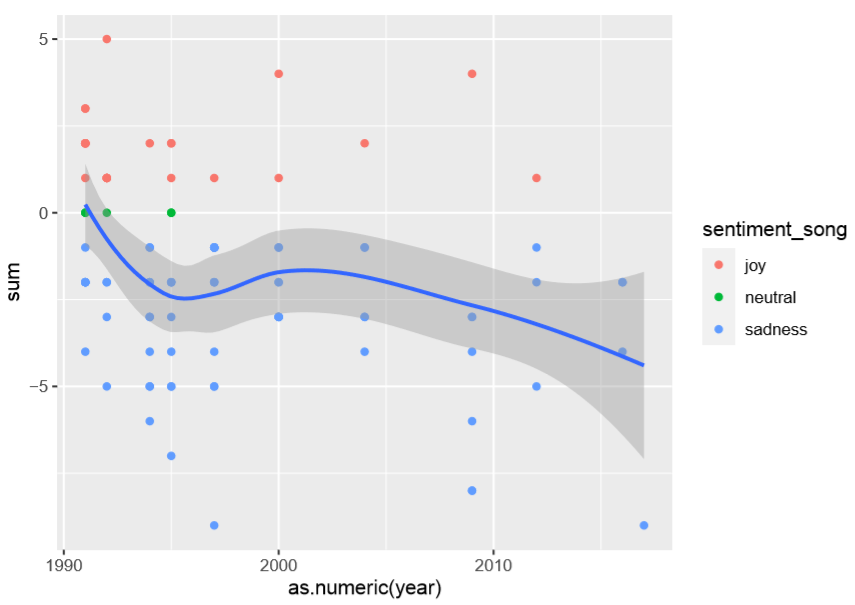 5
0
−5
sum
1990
2000
2010
as.numeric(year)
sentiment_song
joy
neutral
sadness